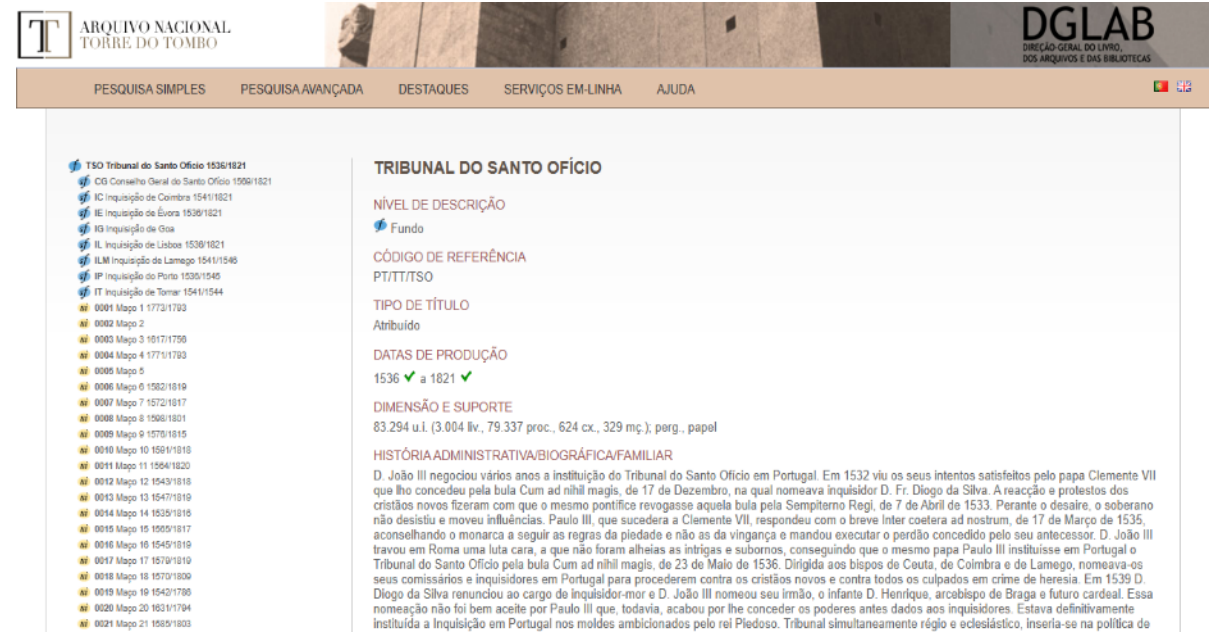 ARQUIVO NACIONAL
TORRE DO TOMBO
DGLAB
DIREÇÃO-GERAL DO LIVRO,
DOS ARQUIVOS E DAS BIBLIOTECAS
PESQUISA SIMPLES PESQUISA AVANÇADA DESTAQUES SERVIÇOS EM-LINHA AJUDA
TSO Tribunal do Santo Ofício 1536/1821
CG Conselho Geral do Santo Ofício 1569/1821
IC Inquisição de Coimbra 1541/1821
IE Inquisição de Évora 1536/1821
IG Inquisição de Goa
IL Inquisição de Lisboa 1536/1821
ILM Inquisição de Lamego 1541/1546
IP Inquisição do Porto 1536/1546
IT Inquisição de Tomar 1541/1544
0001 Maço 1 1773/1793
0002 Maço 2
0003 Maço 3 1617/1756
0004 Maço 4 1771/1793
0005 Maço 5
0006 Maço 6 1582/1819
0007 Maço 7 1572/1817
0008 Maço 8 1598/1801
0009 Maço 9 1576/1815
0010 Maço 10 1591/1818
0011 Maço 11 1564/1820
0012 Maço 12 1543/1818
0013 Maço 13 1547/1819
0014 Maço 14 1535/1816
0015 Maço 15 1565/1817
0016 Maço 16 1545/1819
0017 Maço 17 1579/1819
0018 Maço 18 1570/1809
0019 Maço 19 1542/1786
0020 Maço 20 1631/1794
0021 Maço 21 1585/1803
TRIBUNAL DO SANTO OFÍCIO
NÍVEL DE DESCRIÇÃO
Fundo
CÓDIGO DE REFERÊNCIA
PT/TT/TSO
TIPO DE TÍTULO
Atribuído
DATAS DE PRODUÇÃO
1536 a 1821
DIMENSÃO E SUPORTE
83.294 u.i. (3.004 liv., 79.337 proc., 624 cx., 329 mç.); perg., papel
HISTÓRIA ADMINISTRATIVA/BIOGRÁFICA/FAMILIAR
D. João III negociou vários anos a instituição do Tribunal do Santo Ofício em Portugal. Em 1532 viu os seus intentos satisfeitos pelo papa Clemente VII
que lho concedeu pela bula Cum ad nihil magis, de 17 de Dezembro, na qual nomeava inquisidor D. Fr. Diogo da Silva. A reacção e protestos dos
cristãos novos fizeram com que o mesmo pontífice revogasse aquela bula pela Sempiterno Regi, de 7 de Abril de 1533. Perante o desaire, o soberano
não desistiu e moveu influências. Paulo III, que sucedera a Clemente VII, respondeu com o breve Inter coetera ad nostrum, de 17 de Março de 1535,
aconselhando o monarca a seguir as regras da piedade e não as da vingança e mandou executar o perdão concedido pelo seu antecessor. D. João III
travou em Roma uma luta cara, a que não foram alheias as intrigas e subornos, conseguindo que o mesmo papa Paulo III instituisse em Portugal o
Tribunal do Santo Ofício pela bula Cum ad nihil magis, de 23 de Maio de 1536. Dirigida aos bispos de Ceuta, de Coimbra e de Lamego, nomeava-os
seus comissários e inquisidores em Portugal para procederem contra os cristãos novos e contra todos os culpados em crime de heresia. Em 1539 D.
Diogo da Silva renunciou ao cargo de inquisidor-mor e D. João III nomeou seu irmão, o infante D. Henrique, arcebispo de Braga e futuro cardeal. Essa
nomeação não foi bem aceite por Paulo III que, todavia, acabou por lhe conceder os poderes antes dados aos inquisidores. Estava definitivamente
instituída a Inquisição em Portugal nos moldes ambicionados pelo rei Piedoso. Tribunal simultaneamente régio e eclesiástico, inseria-se na política de